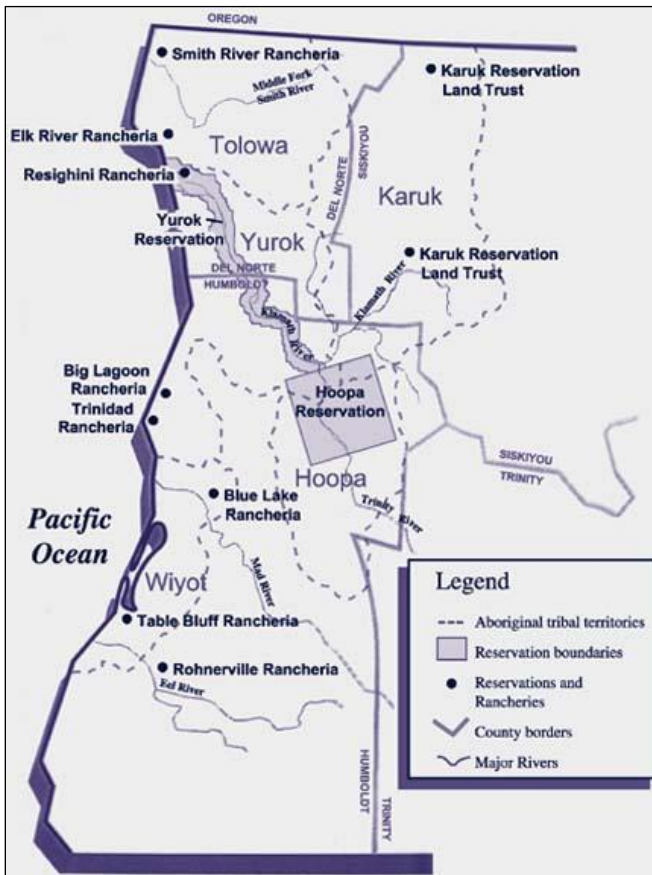 OREGON
Smith River Rancheria
Middle Fork
Smith River
Karuk Reservation
Land Trust
Elk River Rancheria
Tolowa
DEL NORTE
SISKIYOU
Resighini Rancheria
Karuk
Yurok
Reservation
Yurok
Karuk Reservation
Land Trust
DEL NORTE
HUMBOLDT
Klamath River
Klamath River
Big Lagoon
Rancheria
Trinidad
Rancheria
Hoopa
Reservation
SISKIYOU
TRINITY
Hoopa
Blue Lake
Rancheria
Trinity River
Pacific
Ocean
Mad River
Wiyot
Table Bluff Rancheria
Rohnerville Rancheria
Eel River
HUMBOLDT
TRINITY
Legend
Aboriginal tribal territories
Reservation boundaries
Reservations and
Rancheries
County borders
Major Rivers